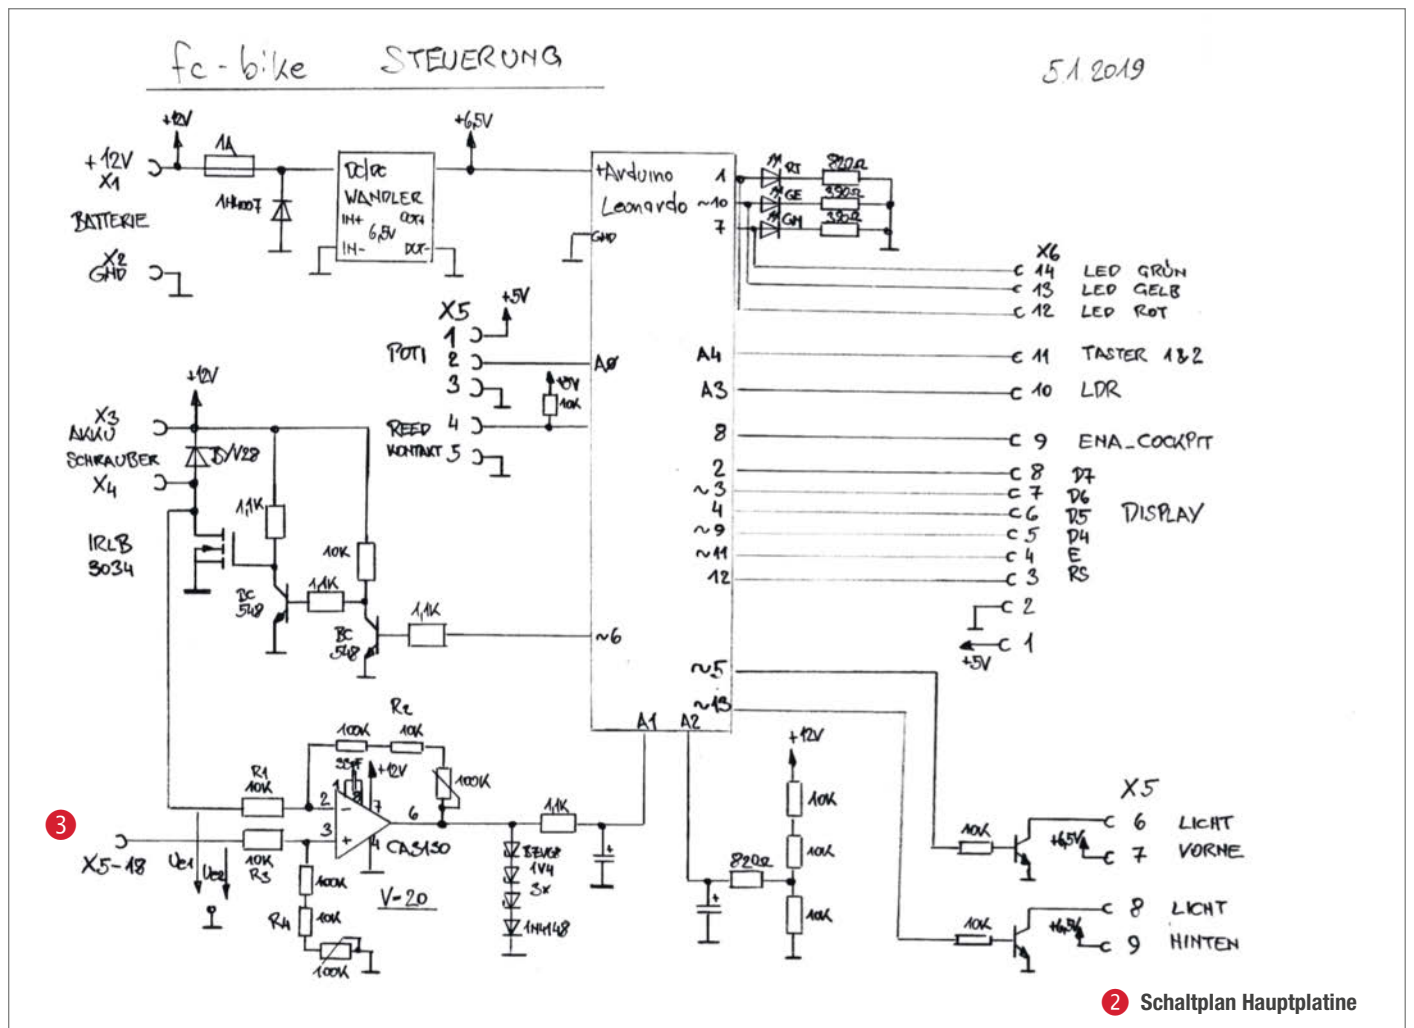 fc-bike STEUERUNG
5.1.2019
+12V
1A
+6,5V
+12V
X1
BATTERIE
X2
GND
1N4007
DC/DC
WANDLER
IN+ OUT+
6,5V
IN- OUT-
+Arduino
Leonardo
GND
1
~10
7
RT
GE
GN
820Ω
390Ω
390Ω
X6
14 LED GRÜN
13 LED GELB
12 LED ROT
A4 11 TASTER 1&2
A3 10 LDR
8 9 ENA_COCKPIT
2 8 D7
~3 7 D6
4 6 D5 DISPLAY
~9 5 D4
~11 4 E
12 3 RS
2
1
+5V
X5
+5V
1
POTI 2 A0
3
+5V
10K
REED 4
KONTAKT 5
+12V
X3
AKKU
SCHRAUBER
X4
IRLB
3034
1,1K
10K
BC
548
1,1K
BC
548
1,1K
~6
~5
~13
A1 A2
R2
100K 10K
33pF
+12V
100K
R1
10K
1
8
2
7
3
6
4
CA3130
X5-18
Ue1
Ue2
10K
R3
100K
R4
10K
100K
V=20
1,1K
BZV68
1V4
3x
1N4148
+12V
10K
10K
820Ω
10K
X5
10K
6 LICHT
+6,5V
7 VORNE
10K
8 LICHT
+6,5V
9 HINTEN
3
2 Schaltplan Hauptplatine